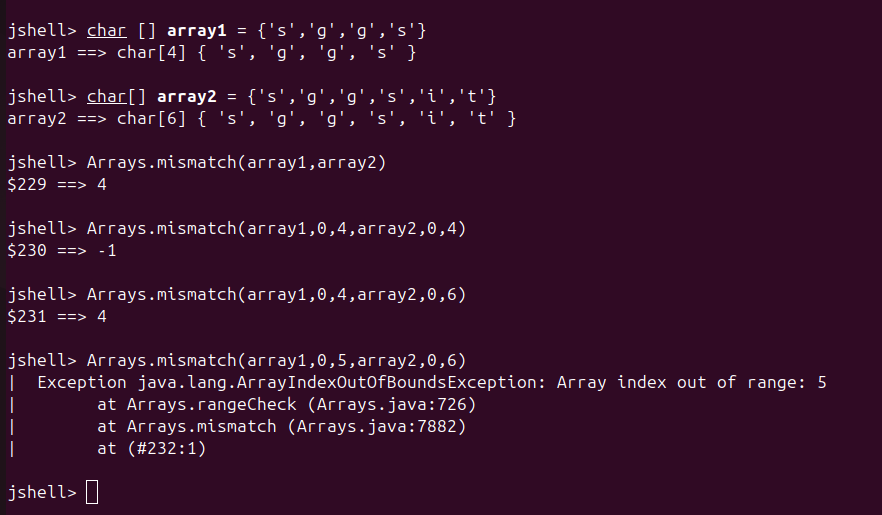 jshell> char [] array1 = {'s','g','g','s'}
array1 ==> char[4] { 's', 'g', 'g', 's' }
jshell> char[] array2 = {'s','g','g','s','i','t'}
array2 ==> char[6] { 's', 'g', 'g', 's', 'i', 't' }
jshell> Arrays.mismatch(array1,array2)
$229 ==> 4
jshell> Arrays.mismatch(array1,0,4,array2,0,4)
$230 ==> -1
jshell> Arrays.mismatch(array1,0,4,array2,0,6)
$231 ==> 4
jshell> Arrays.mismatch(array1,0,5,array2,0,6)
|  Exception java.lang.ArrayIndexOutOfBoundsException: Array index out of range: 5
|        at Arrays.rangeCheck (Arrays.java:726)
|        at Arrays.mismatch (Arrays.java:7882)
|        at (#232:1)
jshell>